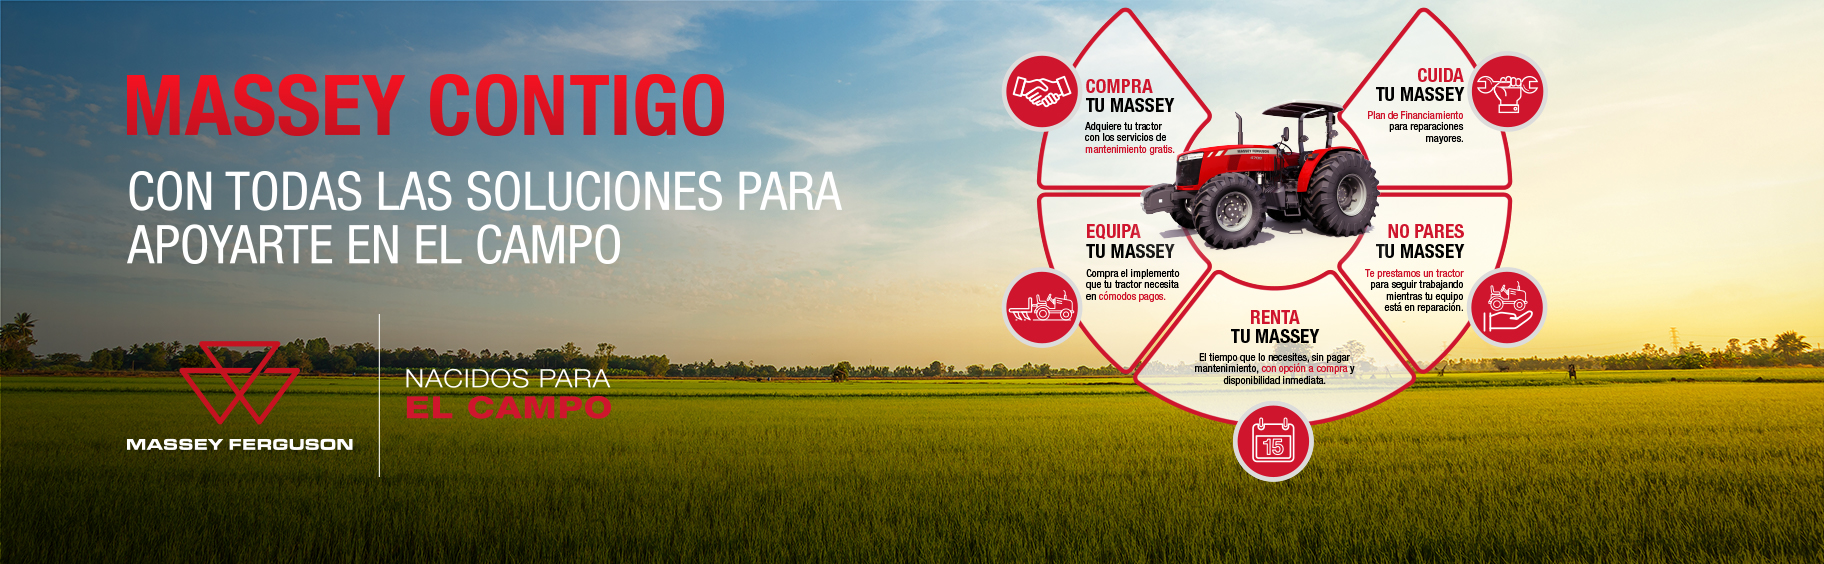 MASSEY CONTIGO
CON TODAS LAS SOLUCIONES PARA
APOYARTE EN EL CAMPO
MASSEY FERGUSON
NACIDOS PARA
EL CAMPO
COMPRA
TU MASSEY
Adquiere tu tractor
con los servicios de
mantenimiento gratis.
CUIDA
TU MASSEY
Plan de Financiamiento
para reparaciones
mayores.
EQUIPA
TU MASSEY
Compra el implemento
que tu tractor necesita
en cómodos pagos.
NO PARES
TU MASSEY
Te prestamos un tractor
para seguir trabajando
mientras tu equipo
está en reparación.
RENTA
TU MASSEY
El tiempo que lo necesites, sin pagar
mantenimiento, con opción a compra y
disponibilidad inmediata.
15
MASSEY FERGUSON